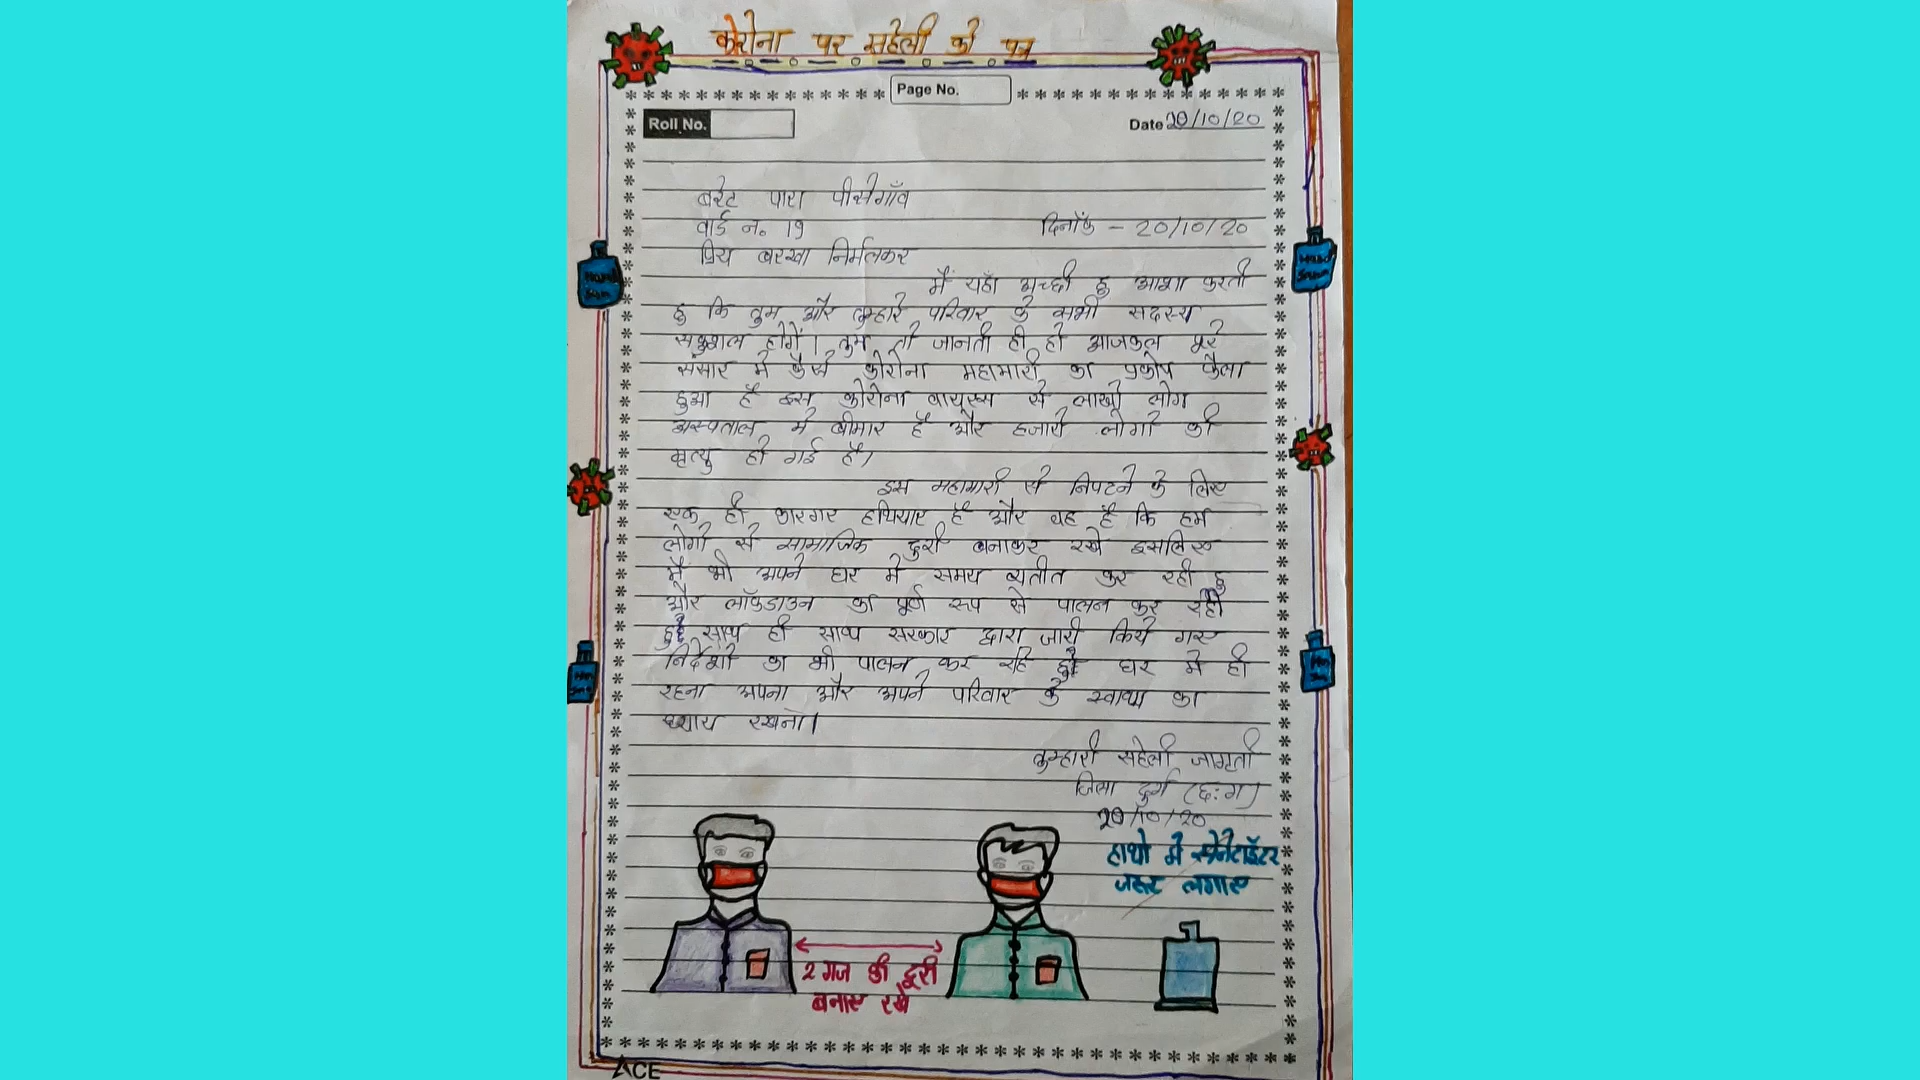 कोरोना पर सहेली को पत्र
Page No.
Roll No.
Date 20/10/20
बरेट पारा पीसेगाँव
वार्ड न. 19
दिनाँक - 20/10/20
प्रिय बरखा निर्मलकर
मैं यहाँ अच्छी हु आशा करती
हु कि तुम और तुम्हारे परिवार के सभी सदस्य
सकुशल होगें। तुम तो जानती ही हो आजकल पूरे
संसार मे कैसे कोरोना महामारी का प्रकोप फैला
हुआ है इस कोरोना वायरस से लाखो लोग
अस्पताल मे बीमार है और हजारो लोगो की
मृत्यु हो गई है।
इस महामारी से निपटने के लिए
एक ही कारगर हथियार है और वह है कि हम
लोगो से सामाजिक दुरी बनाकर रखे इसलिए
मै भी अपने घर मे समय व्यतीत कर रही हु
और लॉकडाउन का पूर्ण रूप से पालन कर रही
साथ ही साथ सरकार द्वारा जारी किये गए
निर्देशो का भी पालन कर रहि घर मे ही
रहना अपना और अपने परिवार के का
रखना।
तुम्हारी सहेली जागृती
जिला दुर्ग (छ:ग)
20/10/20
हाथो मे सेनेटाईटर
जरूर लगाए
2 गज की दूरी
बनाए रखे
ACE